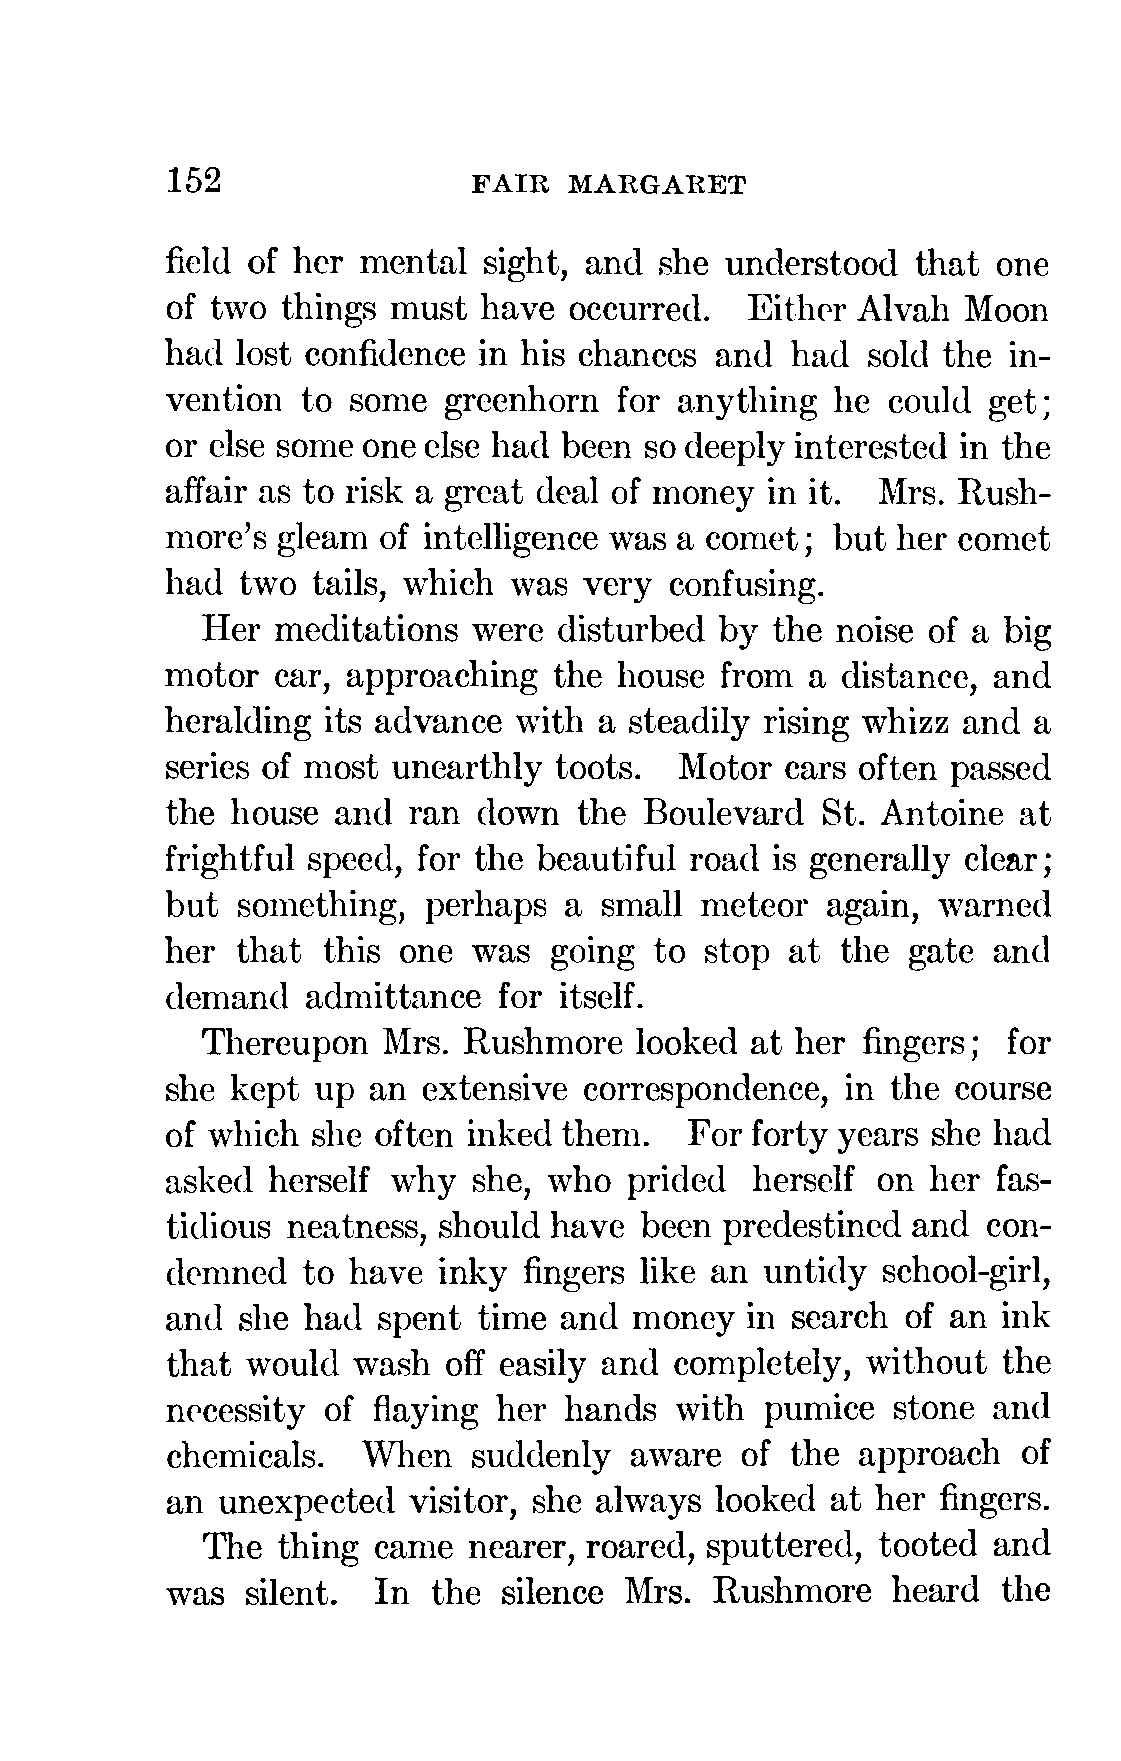 152 FAIR MARGARET
field of her mental sight, and she understood that one
of two things must have occurred. Either Alvah Moon
had lost confidence in his chances and had sold the in-
vention to some greenhorn for anything he could get;
or else some one else had been so deeply interested in the
affair as to risk a great deal of money in it. Mrs. Rush-
more's gleam of intelligence was a comet; but her comet
had two tails, which was very confusing.
Her meditations were disturbed by the noise of a big
motor car, approaching the house from a distance, and
heralding its advance with a steadily rising whizz and a
series of most unearthly toots. Motor cars often passed
the house and ran down the Boulevard St. Antoine at
frightful speed, for the beautiful road is generally clear;
but something, perhaps a small meteor again, warned
her that this one was going to stop at the gate and
demand admittance for itself.
Thereupon Mrs. Rushmore looked at her fingers; for
she kept up an extensive correspondence, in the course
of which she often inked them. For forty years she had
asked herself why she, who prided herself on her fas-
tidious neatness, should have been predestined and con-
demned to have inky fingers like an untidy school-girl,
and she had spent time and money in search of an ink
that would wash off easily and completely, without the
necessity of flaying her hands with pumice stone and
chemicals. When suddenly aware of the approach of
an unexpected visitor, she always looked at her fingers.
The thing came nearer, roared, sputtered, tooted and
was silent. In the silence Mrs. Rushmore heard the